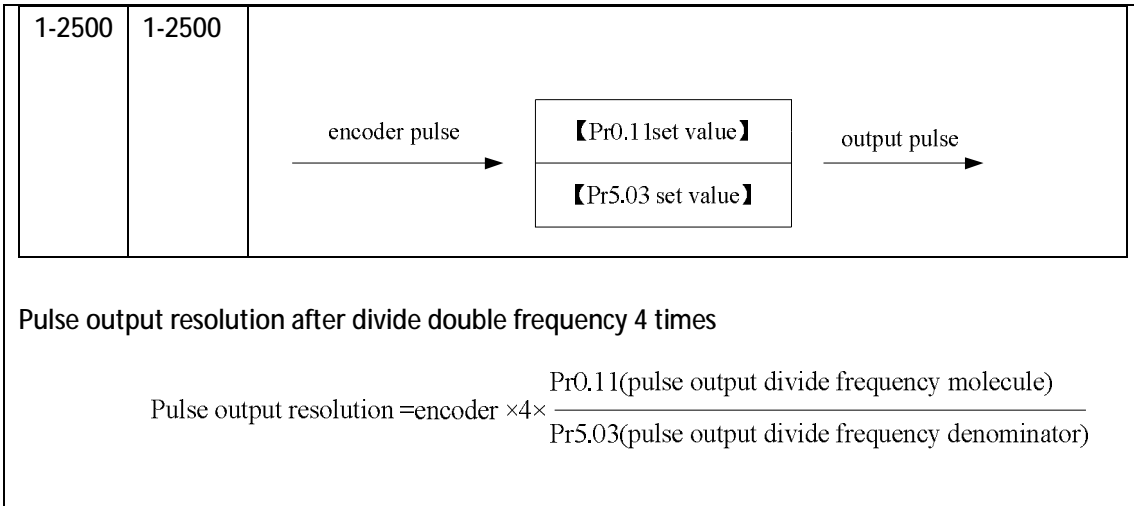 1-2500 1-2500
encoder pulse
【Pr0.11set value】
【Pr5.03 set value】
output pulse
Pulse output resolution after divide double frequency 4 times
Pulse output resolution =encoder ×4× Pr0.11(pulse output divide frequency molecule)
Pr5.03(pulse output divide frequency denominator)